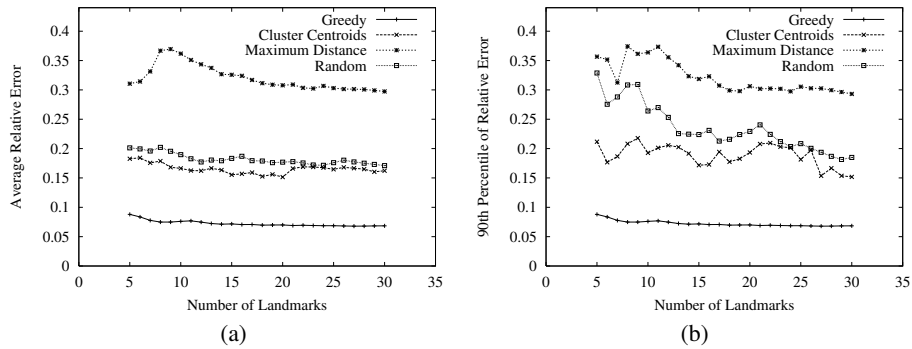 Average Relative Error
0.4
0.35
0.3
0.25
0.2
0.15
0.1
0.05
0
Greedy
Cluster Centroids
Maximum Distance
Random
0 5 10 15 20 25 30 35
Number of Landmarks
(a)
90th Percentile of Relative Error
0.4
0.35
0.3
0.25
0.2
0.15
0.1
0.05
0
Greedy
Cluster Centroids
Maximum Distance
Random
0 5 10 15 20 25 30 35
Number of Landmarks
(b)